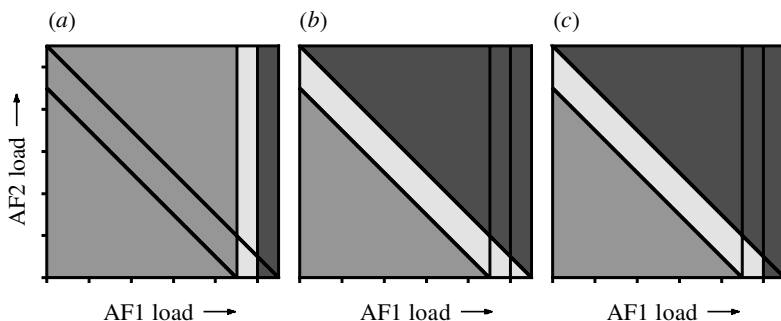 (a) (b) (c)
AF2 load ⟶
AF1 load ⟶ AF1 load ⟶ AF1 load ⟶